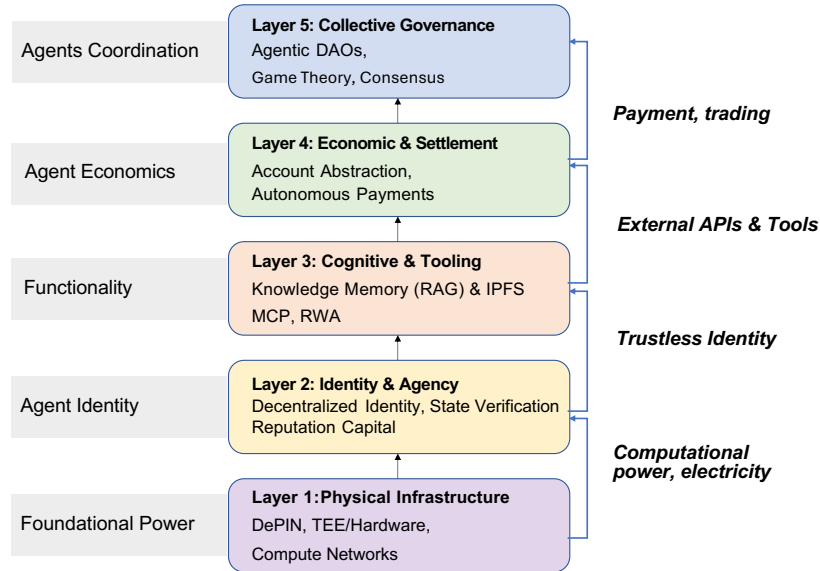 Agents Coordination
Layer 5: Collective Governance
Agentic DAOs,
Game Theory, Consensus
Payment, trading
Agent Economics
Layer 4: Economic & Settlement
Account Abstraction,
Autonomous Payments
External APIs & Tools
Functionality
Layer 3: Cognitive & Tooling
Knowledge Memory (RAG) & IPFS
MCP, RWA
Trustless Identity
Agent Identity
Layer 2: Identity & Agency
Decentralized Identity, State Verification
Reputation Capital
Computational
power, electricity
Foundational Power
Layer 1:Physical Infrastructure
DePIN, TEE/Hardware,
Compute Networks